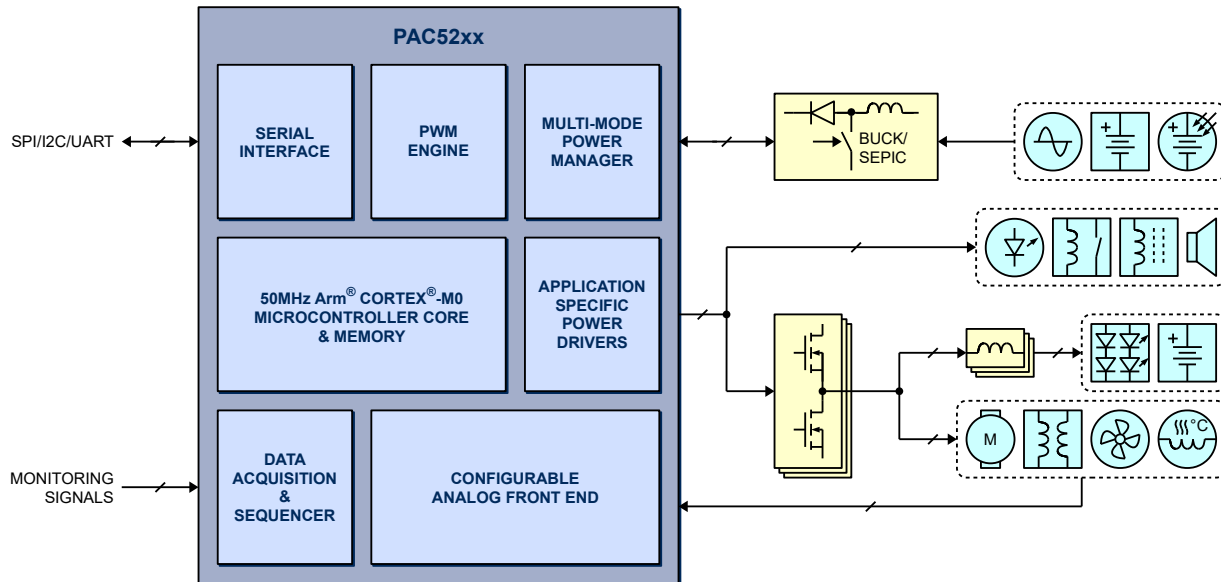 PAC52xx
SERIAL
INTERFACE
PWM
ENGINE
MULTI-MODE
POWER
MANAGER
SPI/I2C/UART
BUCK/
SEPIC
50MHz Arm® CORTEX®-M0
MICROCONTROLLER CORE
& MEMORY
APPLICATION
SPECIFIC
POWER
DRIVERS
M
°C
DATA
ACQUISITION
&
SEQUENCER
CONFIGURABLE
ANALOG FRONT END
MONITORING
SIGNALS